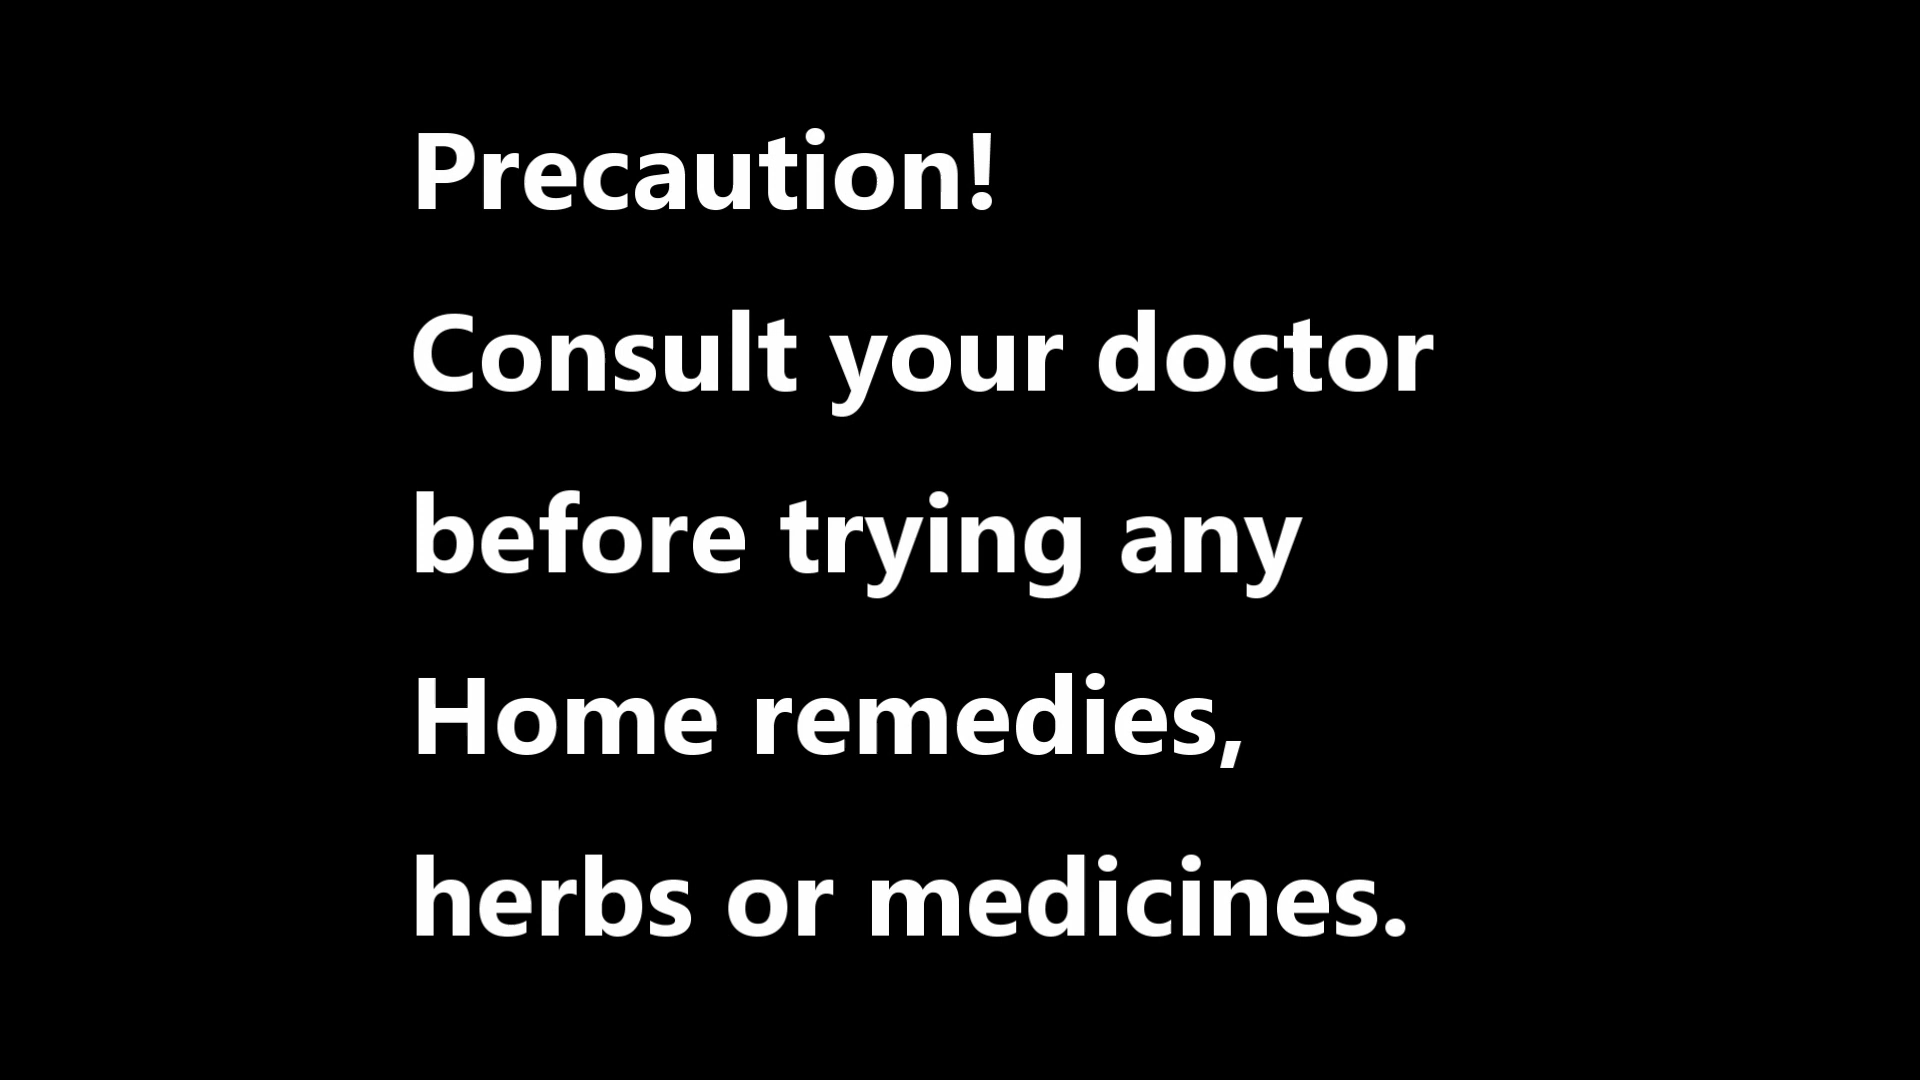 Precaution!
Consult your doctor
before trying any
Home remedies,
herbs or medicines.